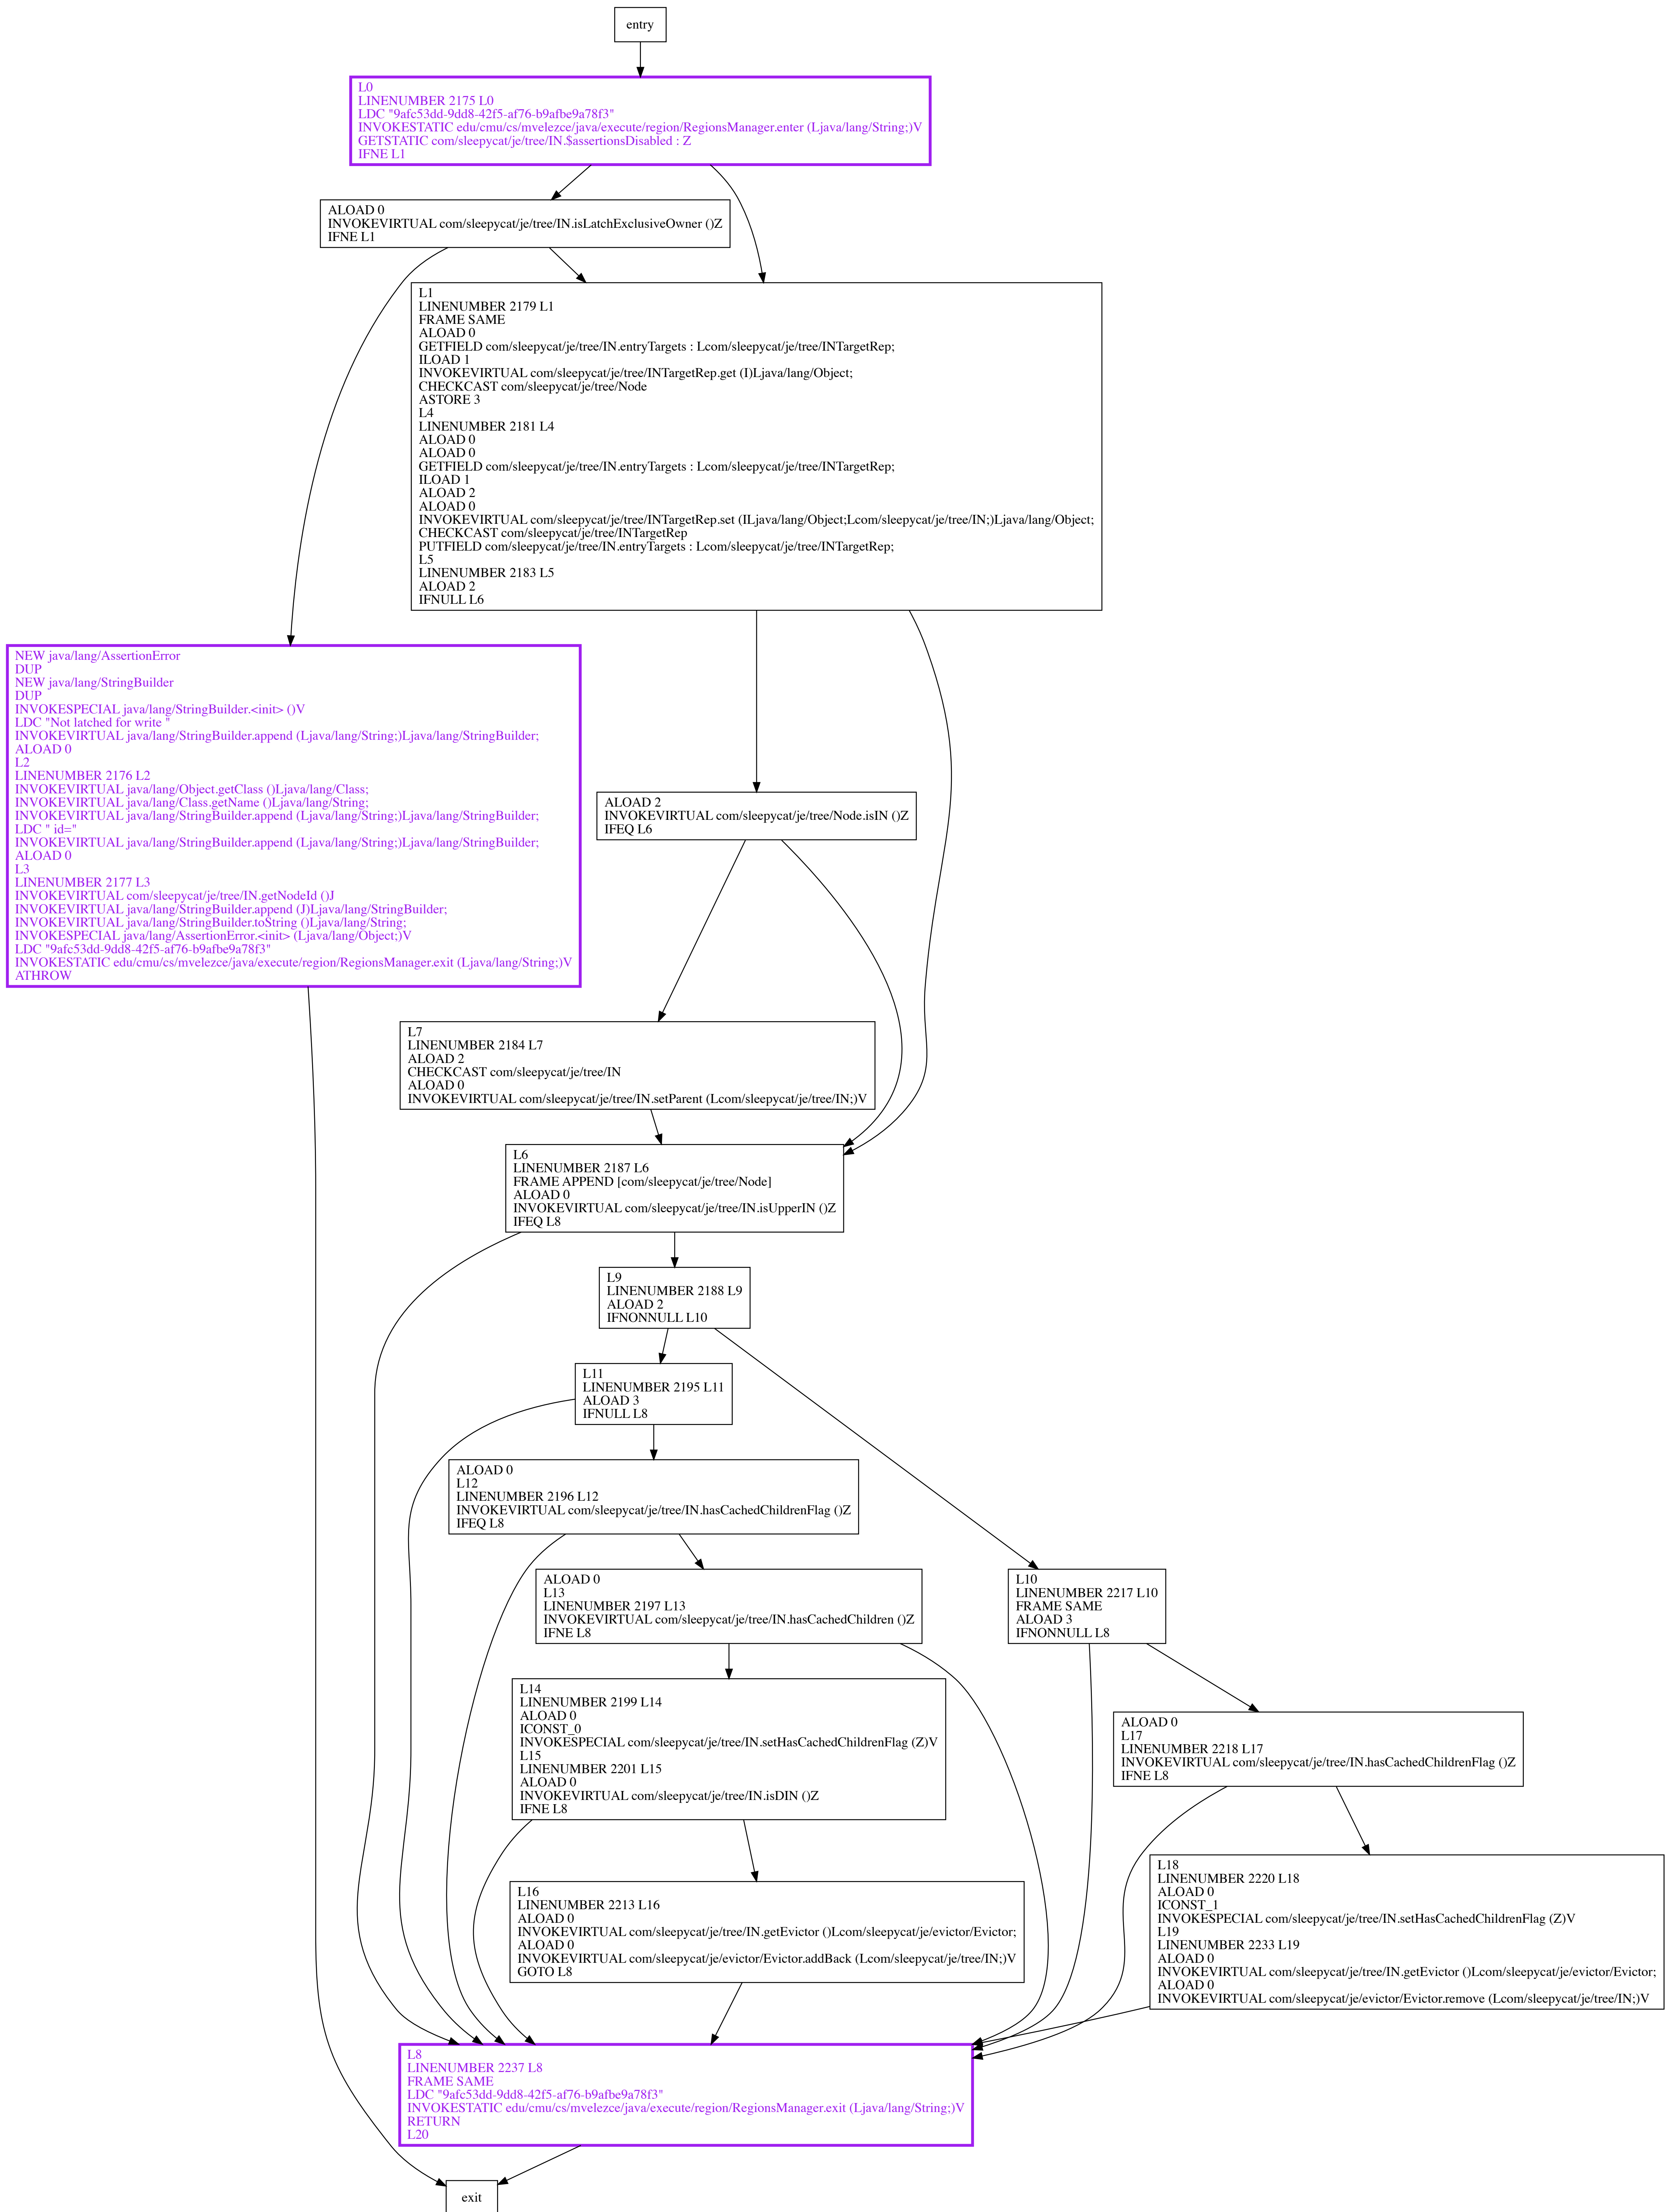 entry
L0
LINENUMBER 2175 L0
LDC "9afc53dd-9dd8-42f5-af76-b9afbe9a78f3"
INVOKESTATIC edu/cmu/cs/mvelezce/java/execute/region/RegionsManager.enter (Ljava/lang/String;)V
GETSTATIC com/sleepycat/je/tree/IN.$assertionsDisabled : Z
IFNE L1
ALOAD 0
INVOKEVIRTUAL com/sleepycat/je/tree/IN.isLatchExclusiveOwner ()Z
IFNE L1
L1
LINENUMBER 2179 L1
FRAME SAME
ALOAD 0
GETFIELD com/sleepycat/je/tree/IN.entryTargets : Lcom/sleepycat/je/tree/INTargetRep;
ILOAD 1
INVOKEVIRTUAL com/sleepycat/je/tree/INTargetRep.get (I)Ljava/lang/Object;
CHECKCAST com/sleepycat/je/tree/Node
ASTORE 3
L4
LINENUMBER 2181 L4
ALOAD 0
ALOAD 0
GETFIELD com/sleepycat/je/tree/IN.entryTargets : Lcom/sleepycat/je/tree/INTargetRep;
ILOAD 1
ALOAD 2
ALOAD 0
INVOKEVIRTUAL com/sleepycat/je/tree/INTargetRep.set (ILjava/lang/Object;Lcom/sleepycat/je/tree/IN;)Ljava/lang/Object;
CHECKCAST com/sleepycat/je/tree/INTargetRep
PUTFIELD com/sleepycat/je/tree/IN.entryTargets : Lcom/sleepycat/je/tree/INTargetRep;
L5
LINENUMBER 2183 L5
ALOAD 2
IFNULL L6
NEW java/lang/AssertionError
DUP
NEW java/lang/StringBuilder
DUP
INVOKESPECIAL java/lang/StringBuilder.<init> ()V
LDC "Not latched for write "
INVOKEVIRTUAL java/lang/StringBuilder.append (Ljava/lang/String;)Ljava/lang/StringBuilder;
ALOAD 0
L2
LINENUMBER 2176 L2
INVOKEVIRTUAL java/lang/Object.getClass ()Ljava/lang/Class;
INVOKEVIRTUAL java/lang/Class.getName ()Ljava/lang/String;
INVOKEVIRTUAL java/lang/StringBuilder.append (Ljava/lang/String;)Ljava/lang/StringBuilder;
LDC " id="
INVOKEVIRTUAL java/lang/StringBuilder.append (Ljava/lang/String;)Ljava/lang/StringBuilder;
ALOAD 0
L3
LINENUMBER 2177 L3
INVOKEVIRTUAL com/sleepycat/je/tree/IN.getNodeId ()J
INVOKEVIRTUAL java/lang/StringBuilder.append (J)Ljava/lang/StringBuilder;
INVOKEVIRTUAL java/lang/StringBuilder.toString ()Ljava/lang/String;
INVOKESPECIAL java/lang/AssertionError.<init> (Ljava/lang/Object;)V
LDC "9afc53dd-9dd8-42f5-af76-b9afbe9a78f3"
INVOKESTATIC edu/cmu/cs/mvelezce/java/execute/region/RegionsManager.exit (Ljava/lang/String;)V
ATHROW
ALOAD 2
INVOKEVIRTUAL com/sleepycat/je/tree/Node.isIN ()Z
IFEQ L6
L7
LINENUMBER 2184 L7
ALOAD 2
CHECKCAST com/sleepycat/je/tree/IN
ALOAD 0
INVOKEVIRTUAL com/sleepycat/je/tree/IN.setParent (Lcom/sleepycat/je/tree/IN;)V
L6
LINENUMBER 2187 L6
FRAME APPEND [com/sleepycat/je/tree/Node]
ALOAD 0
INVOKEVIRTUAL com/sleepycat/je/tree/IN.isUpperIN ()Z
IFEQ L8
L9
LINENUMBER 2188 L9
ALOAD 2
IFNONNULL L10
L11
LINENUMBER 2195 L11
ALOAD 3
IFNULL L8
ALOAD 0
L12
LINENUMBER 2196 L12
INVOKEVIRTUAL com/sleepycat/je/tree/IN.hasCachedChildrenFlag ()Z
IFEQ L8
ALOAD 0
L13
LINENUMBER 2197 L13
INVOKEVIRTUAL com/sleepycat/je/tree/IN.hasCachedChildren ()Z
IFNE L8
L10
LINENUMBER 2217 L10
FRAME SAME
ALOAD 3
IFNONNULL L8
L14
LINENUMBER 2199 L14
ALOAD 0
ICONST_0
INVOKESPECIAL com/sleepycat/je/tree/IN.setHasCachedChildrenFlag (Z)V
L15
LINENUMBER 2201 L15
ALOAD 0
INVOKEVIRTUAL com/sleepycat/je/tree/IN.isDIN ()Z
IFNE L8
ALOAD 0
L17
LINENUMBER 2218 L17
INVOKEVIRTUAL com/sleepycat/je/tree/IN.hasCachedChildrenFlag ()Z
IFNE L8
L16
LINENUMBER 2213 L16
ALOAD 0
INVOKEVIRTUAL com/sleepycat/je/tree/IN.getEvictor ()Lcom/sleepycat/je/evictor/Evictor;
ALOAD 0
INVOKEVIRTUAL com/sleepycat/je/evictor/Evictor.addBack (Lcom/sleepycat/je/tree/IN;)V
GOTO L8
L18
LINENUMBER 2220 L18
ALOAD 0
ICONST_1
INVOKESPECIAL com/sleepycat/je/tree/IN.setHasCachedChildrenFlag (Z)V
L19
LINENUMBER 2233 L19
ALOAD 0
INVOKEVIRTUAL com/sleepycat/je/tree/IN.getEvictor ()Lcom/sleepycat/je/evictor/Evictor;
ALOAD 0
INVOKEVIRTUAL com/sleepycat/je/evictor/Evictor.remove (Lcom/sleepycat/je/tree/IN;)V
L8
LINENUMBER 2237 L8
FRAME SAME
LDC "9afc53dd-9dd8-42f5-af76-b9afbe9a78f3"
INVOKESTATIC edu/cmu/cs/mvelezce/java/execute/region/RegionsManager.exit (Ljava/lang/String;)V
RETURN
L20
exit